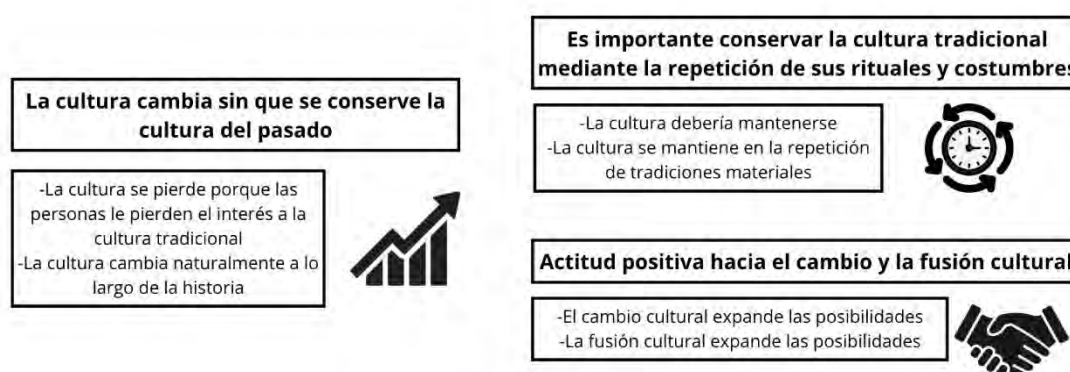 La cultura cambia sin que se conserve la
cultura del pasado
-La cultura se pierde porque las
personas le pierden el interés a la
cultura tradicional
-La cultura cambia naturalmente a lo
largo de la historia
Es importante conservar la cultura tradicional
mediante la repetición de sus rituales y costumbres
-La cultura debería mantenerse
-La cultura se mantiene en la repetición
de tradiciones materiales
Actitud positiva hacia el cambio y la fusión cultural
-El cambio cultural expande las posibilidades
-La fusión cultural expande las posibilidades